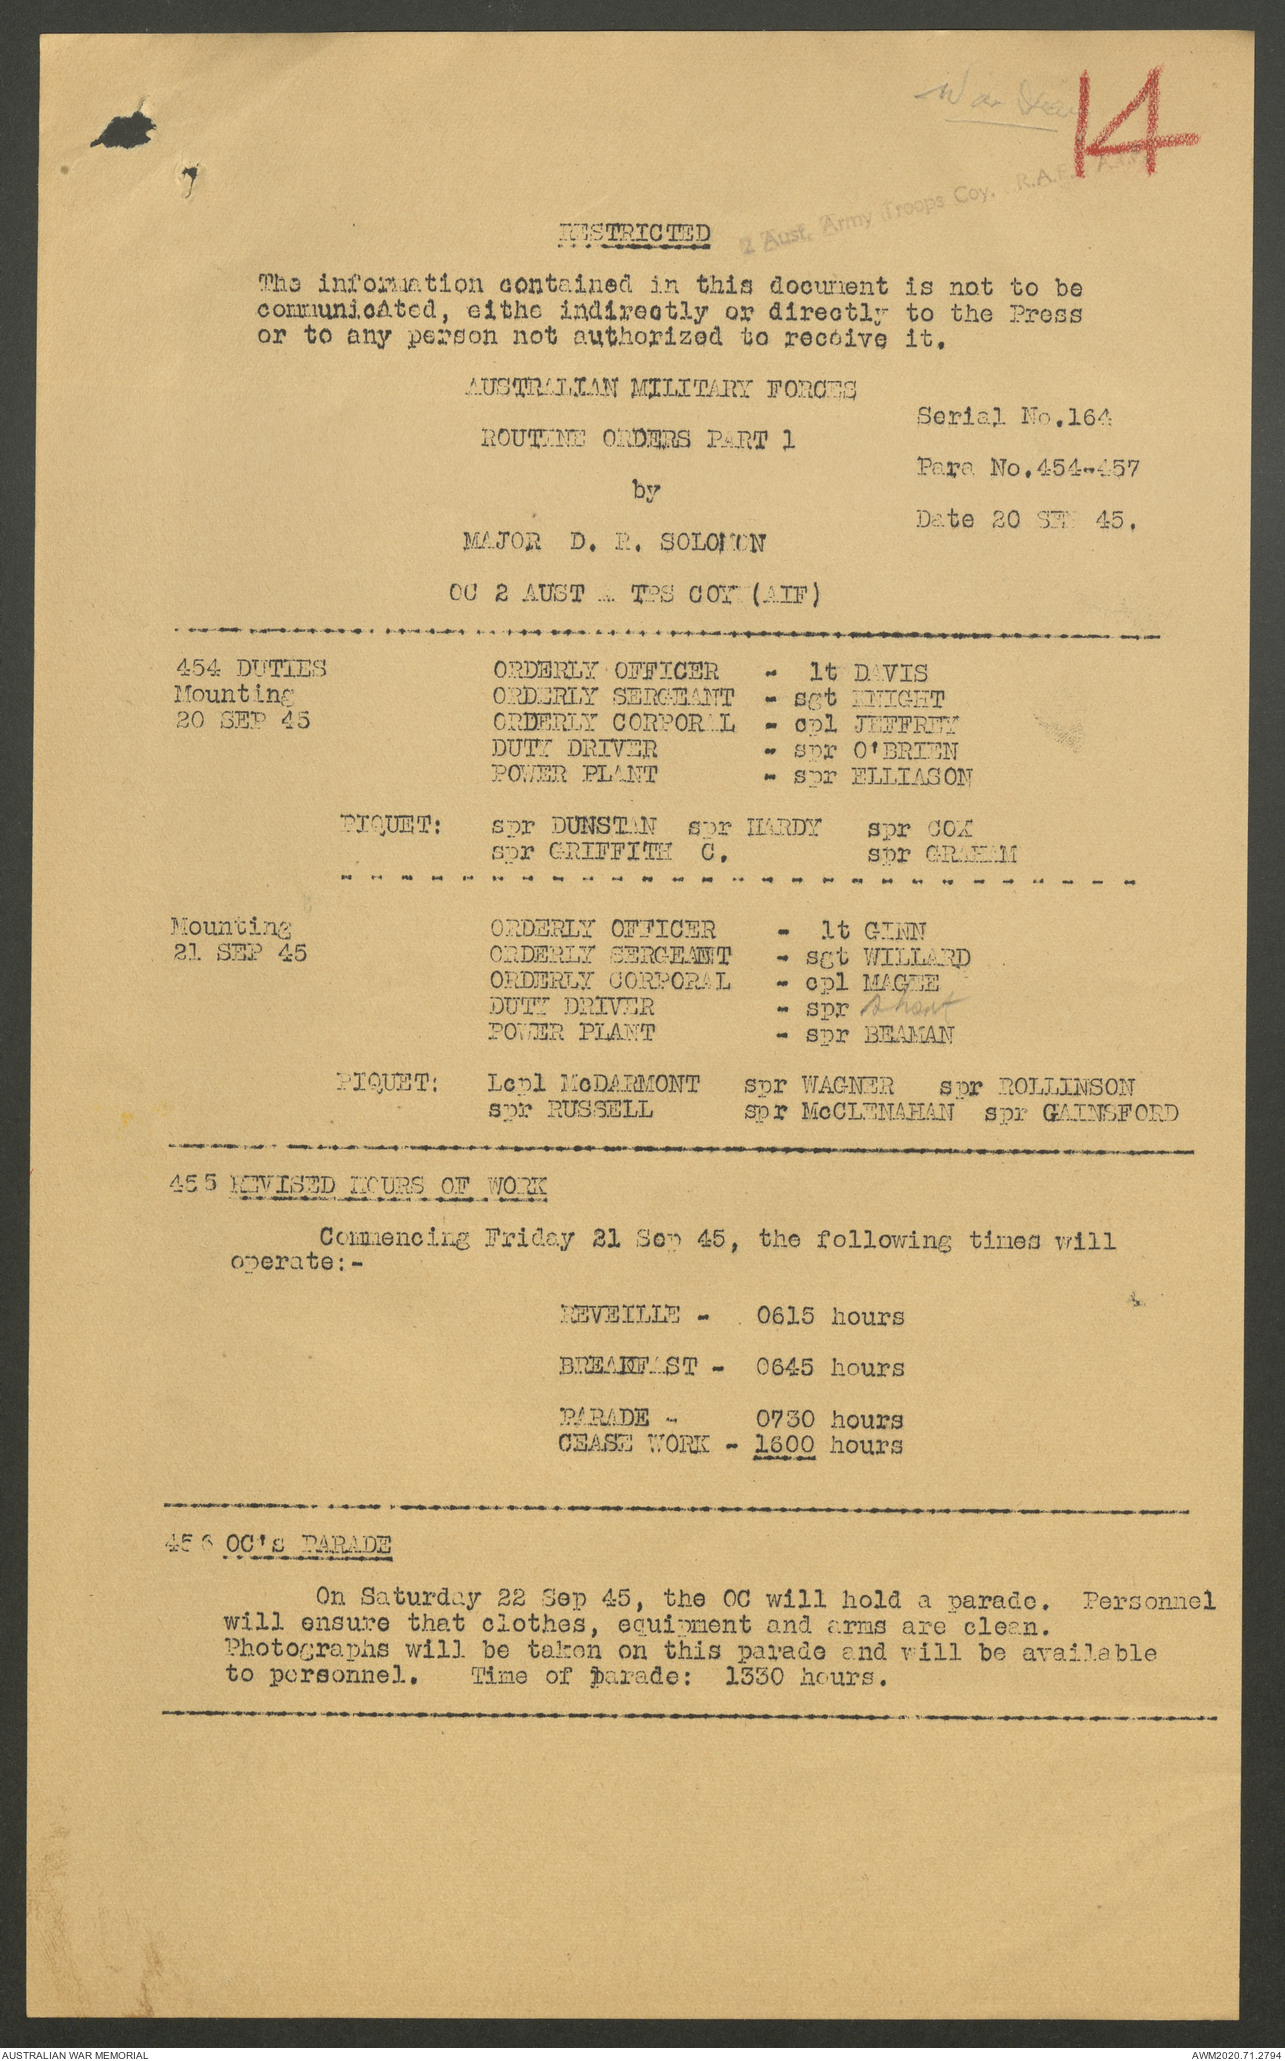 War Diary
14
2 Aust. Army Troops Coy. R.A.E. A.I.F.
RESTRICTED
The information contained in this document is not to be
communicAted, eithe indirectly or directly to the Press
or to any person not authorized to receive it.
AUSTRALIAN MILITARY FORCES
Serial No.164
ROUTINE ORDERS PART 1
Para No.454-457
by
Date 20 SEP 45.
MAJOR D. R. SOLOMON
OC 2 AUST A TPS COY (AIF)
454 DUTIES ORDERLY OFFICER - lt DAVIS
Mounting ORDERLY SERGEANT - sgt KNIGHT
20 SEP 45 ORDERLY CORPORAL - cpl JEFFREY
DUTY DRIVER - spr O'BRIEN
POWER PLANT - spr ELLIASON
PIQUET: spr DUNSTAN spr HARDY spr COX
spr GRIFFITH C. spr GRAHAM
Mounting ORDERLY OFFICER - lt GINN
21 SEP 45 ORDERLY SERGEANT - sgt WILLARD
ORDERLY CORPORAL - cpl MAGEE
DUTY DRIVER - spr
POWER PLANT - spr BEAMAN
PIQUET: Lcpl McDARMONT spr WAGNER spr ROLLINSON
spr RUSSELL spr McCLENAHAN spr GAINSFORD
455 REVISED HOURS OF WORK
Commencing Friday 21 Sep 45, the following times will
operate:-
REVEILLE - 0615 hours
BREAKFAST - 0645 hours
PARADE - 0730 hours
CEASE WORK - 1600 hours
456 OC's PARADE
On Saturday 22 Sep 45, the OC will hold a parade. Personnel
will ensure that clothes, equipment and arms are clean.
Photographs will be taken on this parade and will be available
to personnel. Time of parade: 1330 hours.
AUSTRALIAN WAR MEMORIAL AWM2020.71.2794